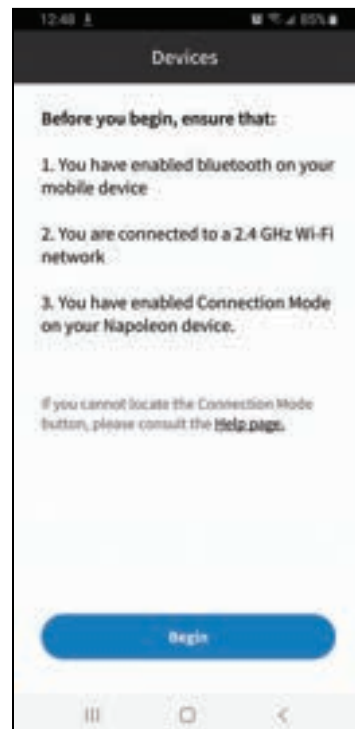 12:48
85%
Devices
Before you begin, ensure that:
1. You have enabled bluetooth on your
mobile device
2. You are connected to a 2.4 GHz Wi-Fi
network
3. You have enabled Connection Mode
on your Napoleon device.
If you cannot locate the Connection Mode
button, please consult the Help page.
Begin